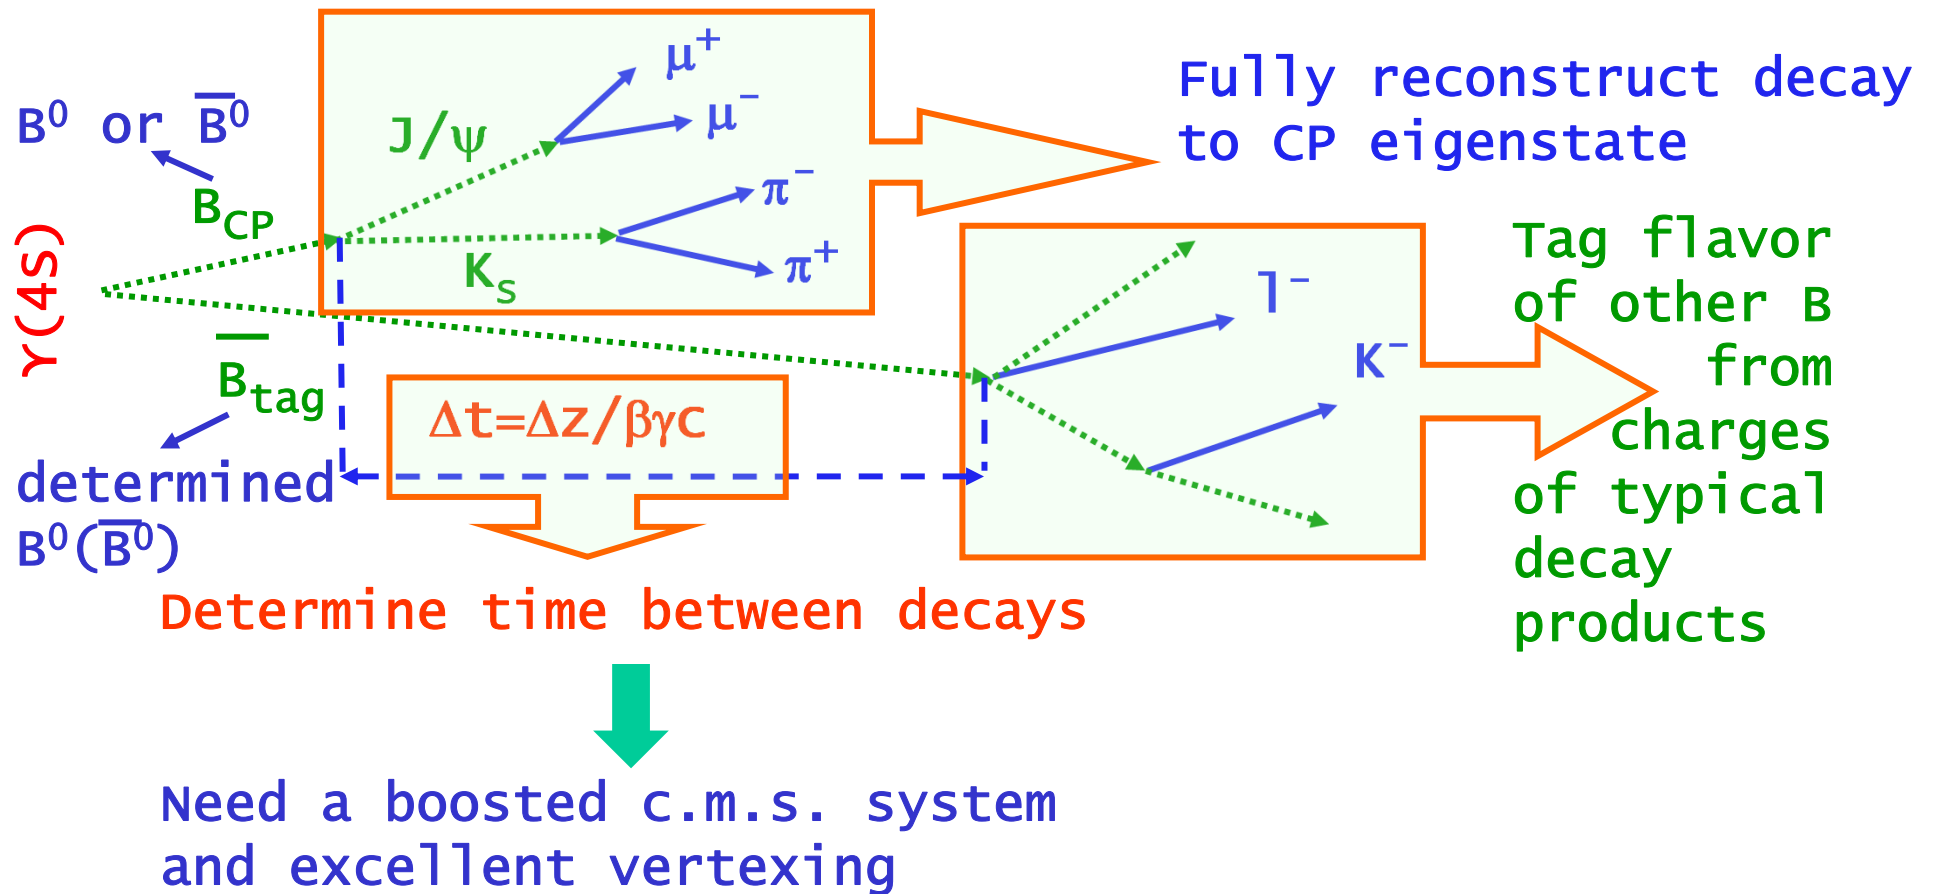 μ⁺
μ⁻
J/ψ
π⁻
π⁺
K_S
Fully reconstruct decay
to CP eigenstate
B⁰ or B̅⁰
B_CP
ϒ(4S)
B̅_tag
determined
B⁰(B̅⁰)
Δt=Δz/βγc
l⁻
K⁻
Tag flavor
of other B
from
charges
of typical
decay
products
Determine time between decays
Need a boosted c.m.s. system
and excellent vertexing